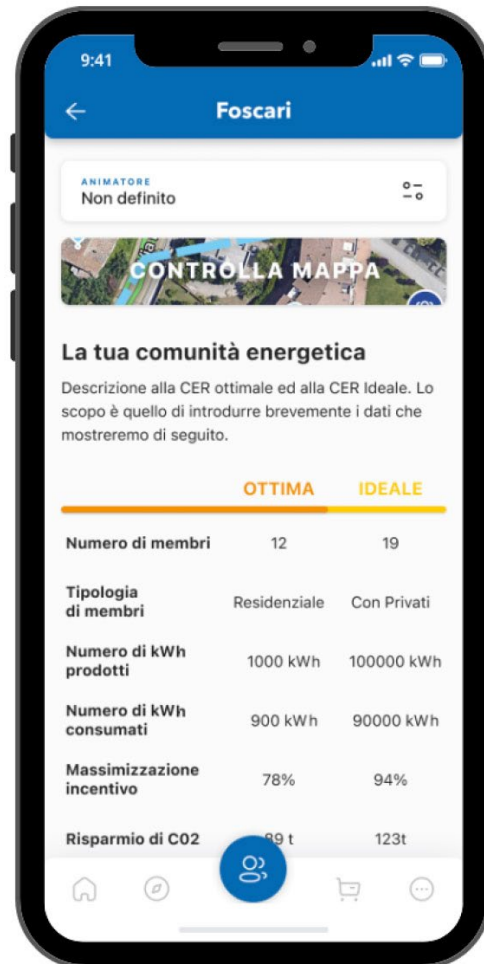 9:41
Foscari
ANIMATORE
Non definito
CONTROLLA MAPPA
La tua comunità energetica
Descrizione alla CER ottimale ed alla CER Ideale. Lo
scopo è quello di introdurre brevemente i dati che
mostreremo di seguito.
OTTIMA IDEALE
Numero di membri 12 19
Tipologia
di membri Residenziale Con Privati
Numero di kWh
prodotti 1000 kWh 100000 kWh
Numero di kWh
consumati 900 kWh 90000 kWh
Massimizzazione
incentivo 78% 94%
Risparmio di C02 89 t 123t